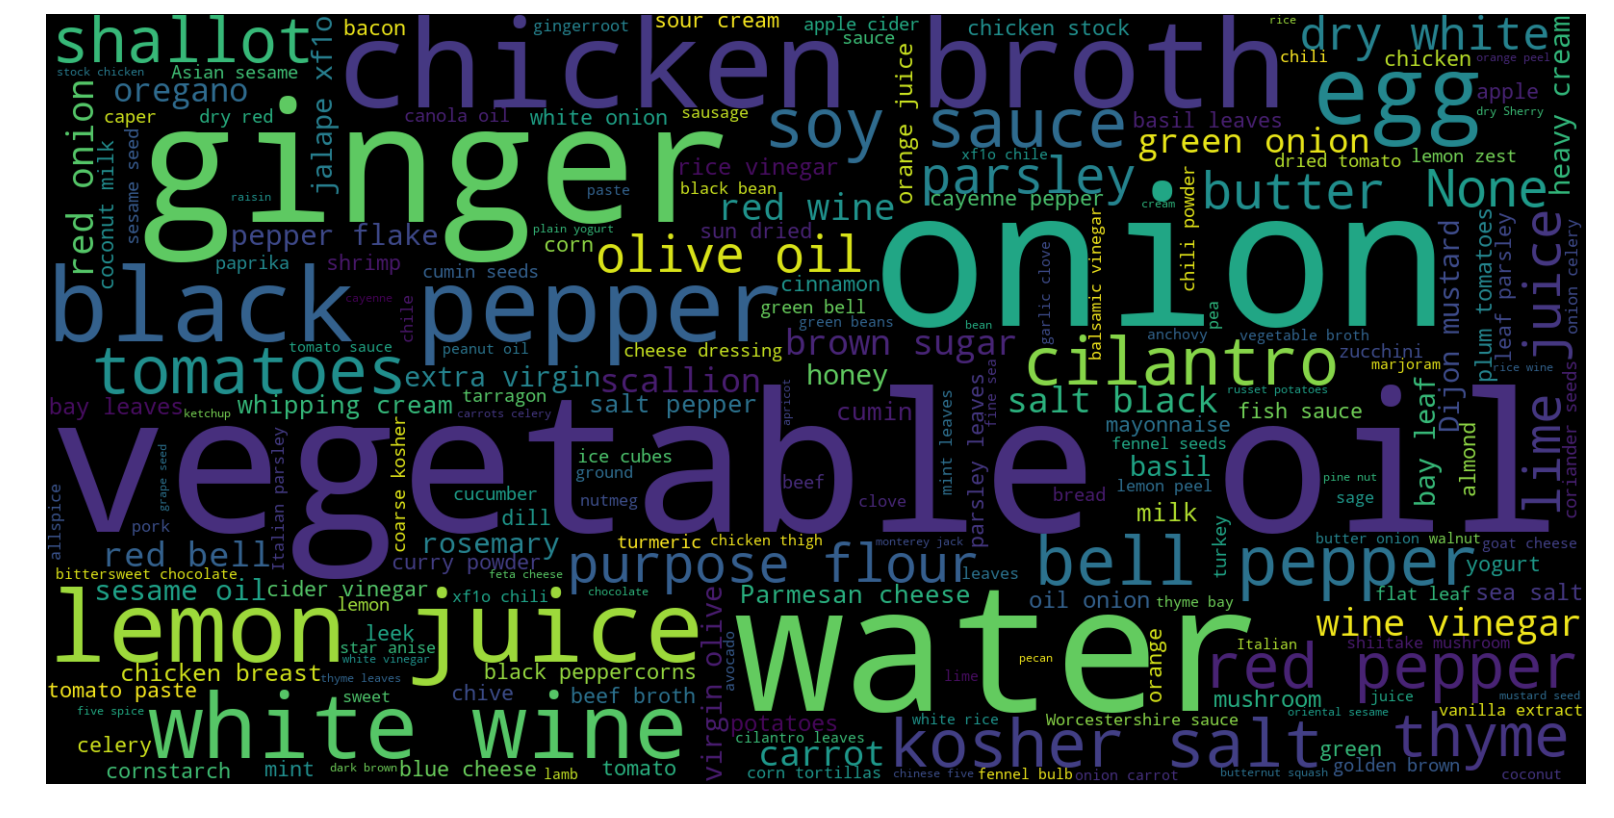 shallot
bacon
chicken broth
gingerroot
sour cream
apple cider
sauce
chicken stock
rice
dry white
chili
chicken
orange peel
heavy cream
stock chicken
Asian sesame
jalape xf1o
oregano
egg
apple
dry Sherry
caper
dry red
canola oil
white onion
sausage
soy sauce
orange juice
basil leaves
green onion
red onion
coconut milk
sesame seed
ginger
rice vinegar
black bean
xf1o chile
parsley
dried tomato
lemon zest
raisin
paste
red wine
cayenne pepper
cream
butter
None
pepper flake
plain yogurt
corn
sun dried
onion
balsamic vinegar
chili powder
Dijon mustard
plum tomatoes
leaf parsley
lime juice
onion celery
paprika
shrimp
cumin seeds
olive oil
cinnamon
garlic clove
black pepper
cayenne
chile
green bell
green beans
bean
anchovy
pea
vegetable broth
tomatoes
tomato sauce
peanut oil
cheese dressing
brown sugar
cilantro
zucchini
marjoram
rice wine
extra virgin
scallion
honey
apricot
fine sea
russet potatoes
bay leaves
ketchup
whipping cream
tarragon
carrots celery
salt pepper
cumin
salt black
fish sauce
mayonnaise
fennel seeds
bay leaf
almond
coriander seeds
vegetable oil
grape seed
Italian parsley
coarse kosher
ice cubes
ground
beef
mint leaves
parsley leaves
basil
lemon peel
pine nut
sage
allspice
pork
cucumber
nutmeg
clove
bread
milk
dill
turkey
red bell
rosemary
turmeric
chicken thigh
monterey jack
butter onion
walnut
goat cheese
bittersweet chocolate
curry powder
feta cheese
purpose flour
leaves
bell pepper
yogurt
sesame oil
cider vinegar
xf1o chili
chocolate
virgin olive
Parmesan cheese
oil onion
thyme bay
flat leaf
sea salt
lemon juice
lemon
leek
star anise
white vinegar
avocado
water
pecan
lime
orange
Italian
wine vinegar
shiitake mushroom
chicken breast
thyme leaves
black peppercorns
red pepper
tomato paste
sweet
chive
beef broth
mushroom
juice
mustard seed
five spice
white wine
potatoes
white rice
Worcestershire sauce
oriental sesame
vanilla extract
celery
cilantro leaves
carrot
kosher salt
green
thyme
cornstarch
mint
dark brown
blue cheese
lamb
tomato
corn tortillas
chinese five
fennel bulb
onion carrot
butternut squash
golden brown
coconut